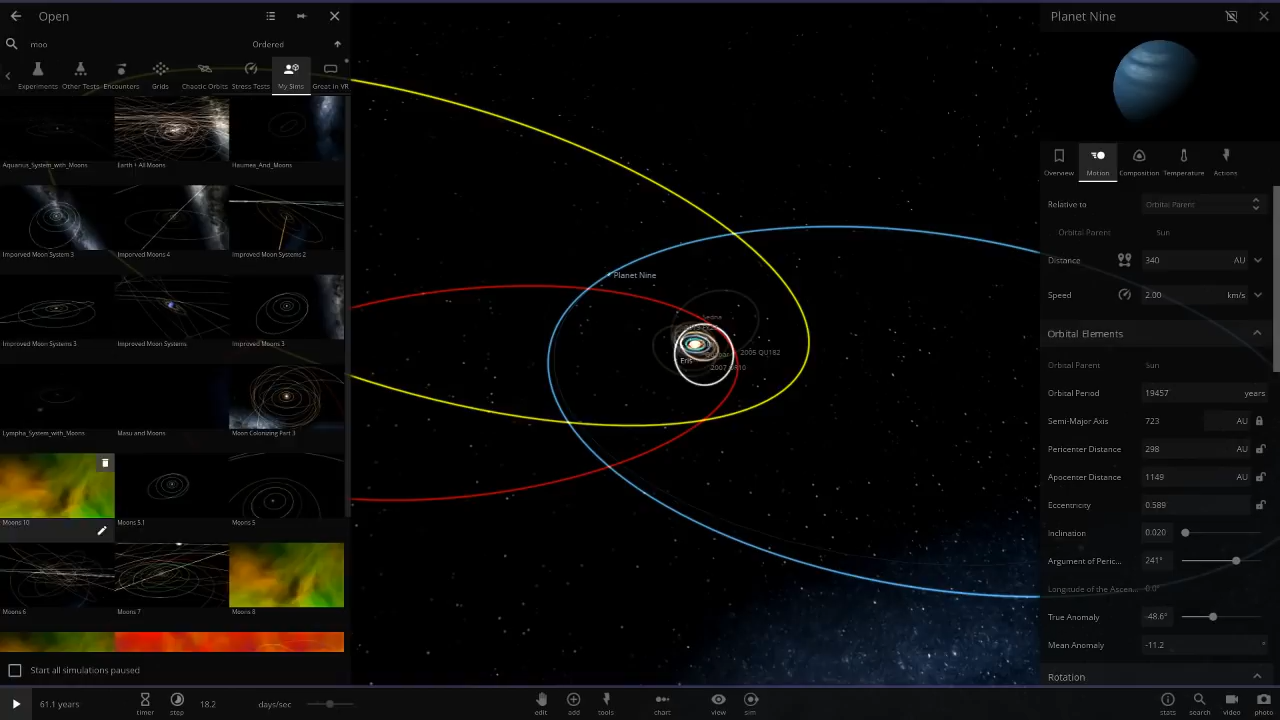 Open
moo
Ordered
Experiments
Other Tests
Encounters
Grids
Chaotic Orbits
Stress Tests
My Sims
Great in VR
Aquarius_System_with_Moons
Earth + All Moons
Haumea_And_Moons
Imporved Moon System 3
Imporved Moons 4
Improved Moon Systems 2
Improved Moon Systems 3
Improved Moon Systems
Improved Moons 3
Lympha_System_with_Moons
Masu and Moons
Moon Colonizing Part 3
Moons 10
Moons 5.1
Moons 5
Moons 6
Moons 7
Moons 8
Start all simulations paused
Planet Nine
Sedna
Eris
2005 QU182
Planet Nine
Overview
Motion
Composition
Temperature
Actions
Relative to
Orbital Parent
Orbital Parent
Sun
Distance
340
AU
Speed
2.00
km/s
Orbital Elements
Orbital Parent
Sun
Orbital Period
19457
years
Semi-Major Axis
723
AU
Pericenter Distance
298
AU
Apocenter Distance
1149
AU
Eccentricity
0.589
Inclination
0.020
Argument of Peric...
241°
Longitude of the Ascen...
0.0°
True Anomaly
-48.6°
Mean Anomaly
-11.2
°
Rotation
61.1 years
timer
step
18.2
days/sec
edit
add
tools
chart
view
sim
stats
search
video
photo